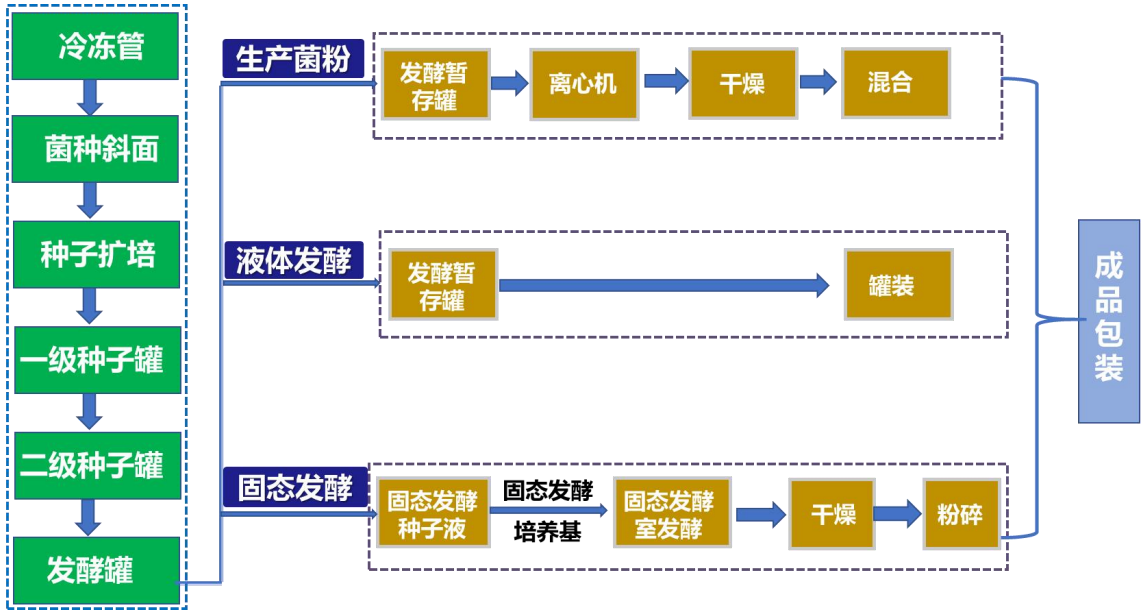 冷冻管
菌种斜面
种子扩培
一级种子罐
二级种子罐
发酵罐
生产菌粉
发酵暂
存罐
离心机
干燥
混合
液体发酵
发酵暂
存罐
罐装
固态发酵
固态发酵
种子液
固态发酵
培养基
固态发酵
室发酵
干燥
粉碎
成
品
包
装